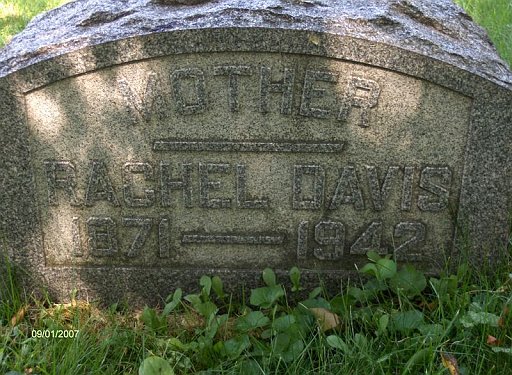 MOTHER
RACHEL DAVIS
1871 — 1942
09/01/2007